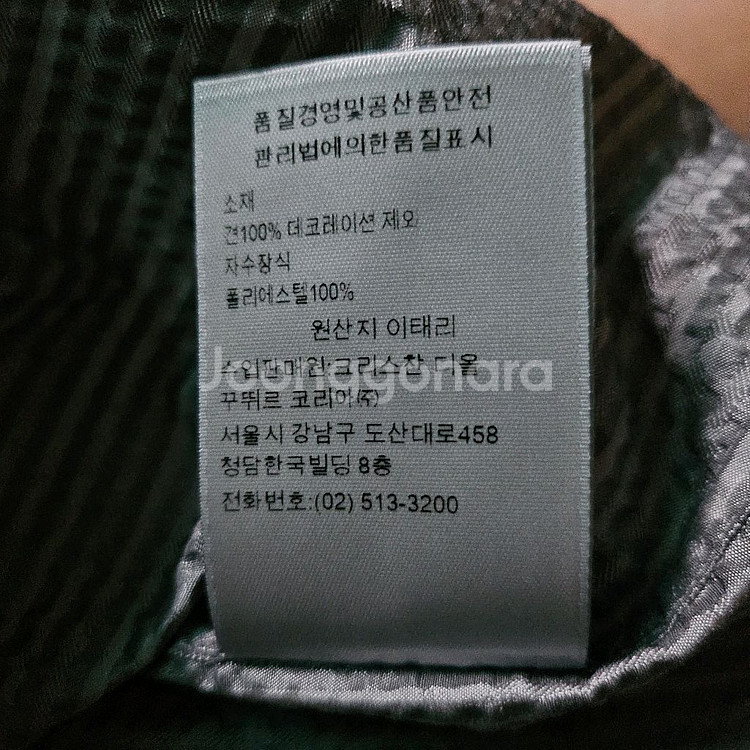 품질경영및공산품안전
관리법에의한품질표시
소재
견100% 데코레이션 제외
자수장식
폴리에스텔100%
원산지 이태리
수입판매원 크리스챤 디올
꾸뛰르 코리아㈜
서울시 강남구 도산대로458
청담한국빌딩 8층
전화번호:(02) 513-3200
Joonggonara